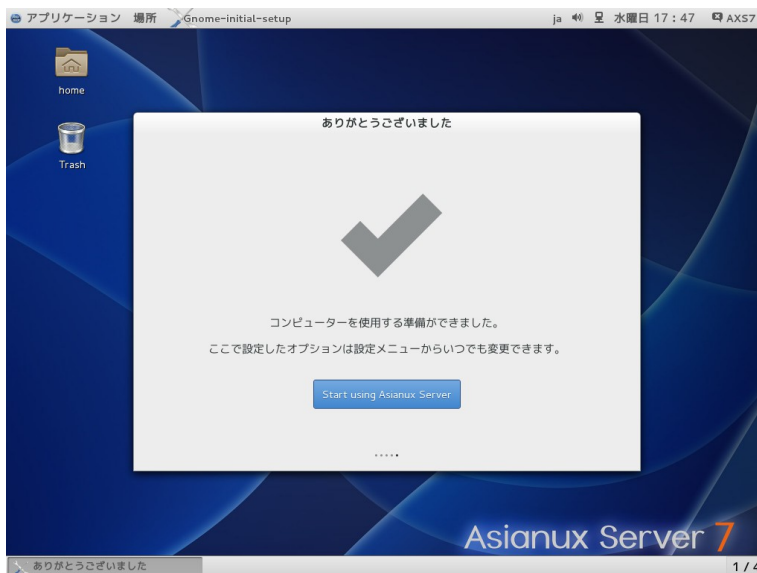 アプリケーション 場所 Gnome-initial-setup ja 水曜日 17:47 AXS7
home
Trash
ありがとうございました
コンピューターを使用する準備ができました。
ここで設定したオプションは設定メニューからいつでも変更できます。
Start using Asianux Server
Asianux Server 7
ありがとうございました 1 / 4